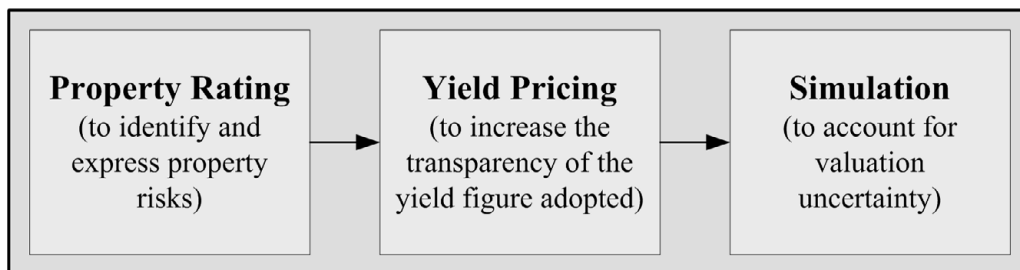 Property Rating
(to identify and
express property
risks)
Yield Pricing
(to increase the
transparency of the
yield figure adopted)
Simulation
(to account for
valuation
uncertainty)